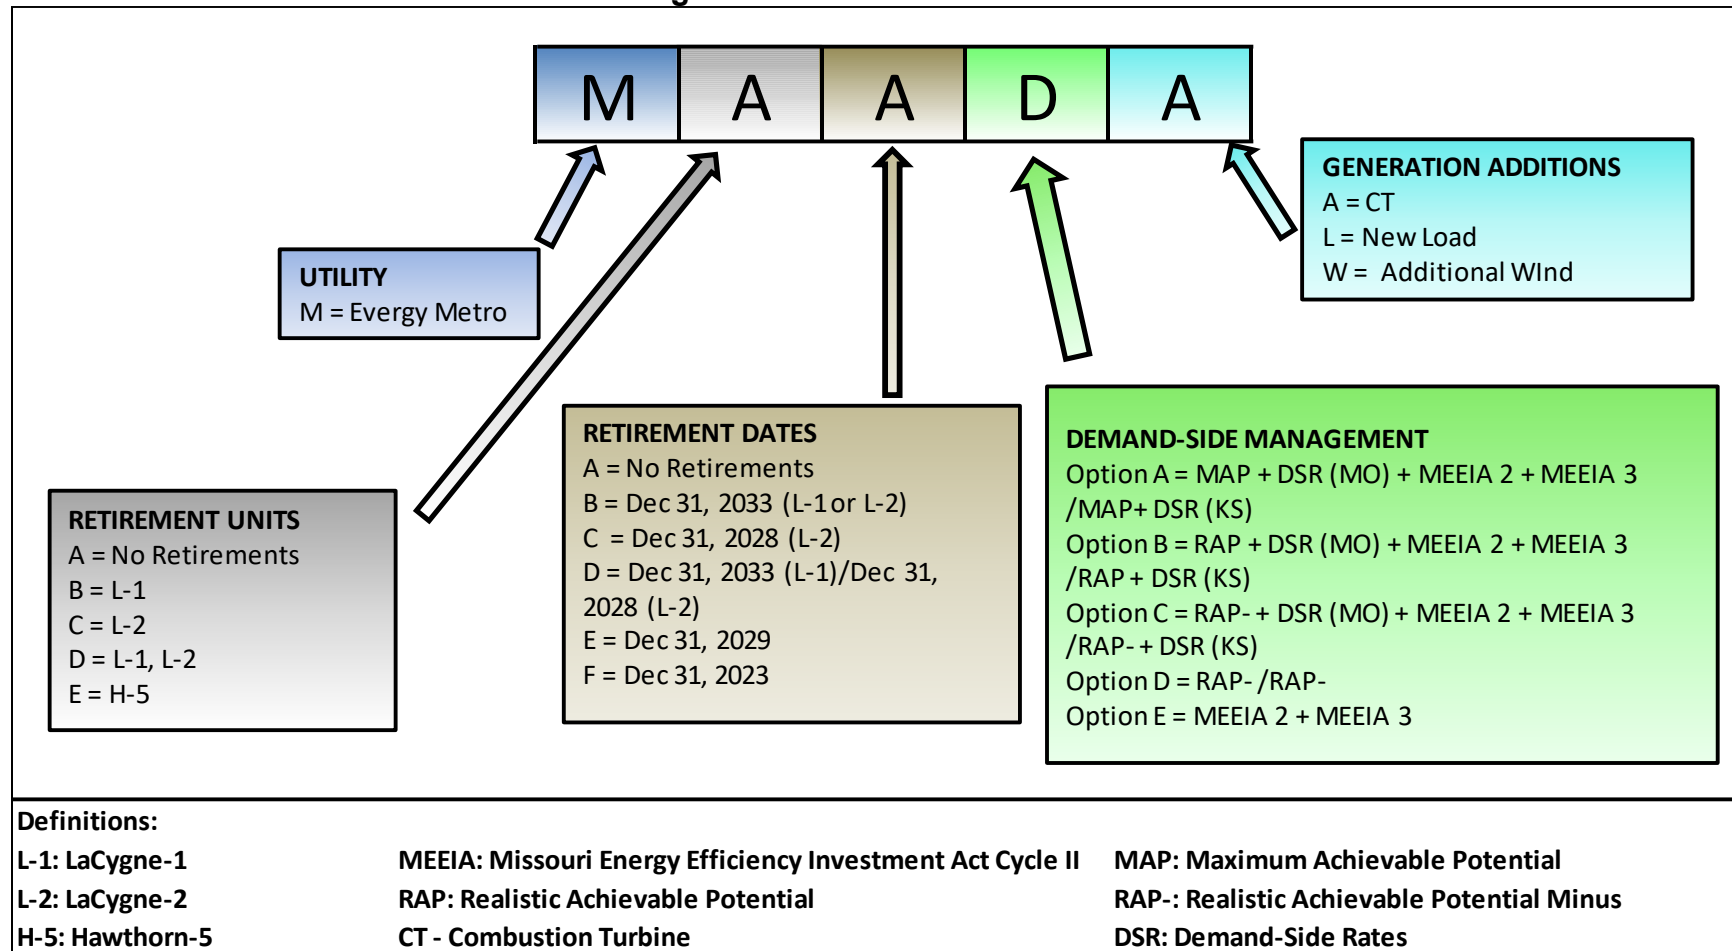 M A A D A
GENERATION ADDITIONS
A = CT
L = New Load
W = Additional WInd
UTILITY
M = Evergy Metro
RETIREMENT UNITS
A = No Retirements
B = L-1
C = L-2
D = L-1, L-2
E = H-5
RETIREMENT DATES
A = No Retirements
B = Dec 31, 2033 (L-1 or L-2)
C = Dec 31, 2028 (L-2)
D = Dec 31, 2033 (L-1)/Dec 31,
2028 (L-2)
E = Dec 31, 2029
F = Dec 31, 2023
DEMAND-SIDE MANAGEMENT
Option A = MAP + DSR (MO) + MEEIA 2 + MEEIA 3
/MAP+ DSR (KS)
Option B = RAP + DSR (MO) + MEEIA 2 + MEEIA 3
/RAP + DSR (KS)
Option C = RAP- + DSR (MO) + MEEIA 2 + MEEIA 3
/RAP- + DSR (KS)
Option D = RAP- /RAP-
Option E = MEEIA 2 + MEEIA 3
Definitions:
L-1: LaCygne-1 MEEIA: Missouri Energy Efficiency Investment Act Cycle II MAP: Maximum Achievable Potential
L-2: LaCygne-2 RAP: Realistic Achievable Potential RAP-: Realistic Achievable Potential Minus
H-5: Hawthorn-5 CT - Combustion Turbine DSR: Demand-Side Rates